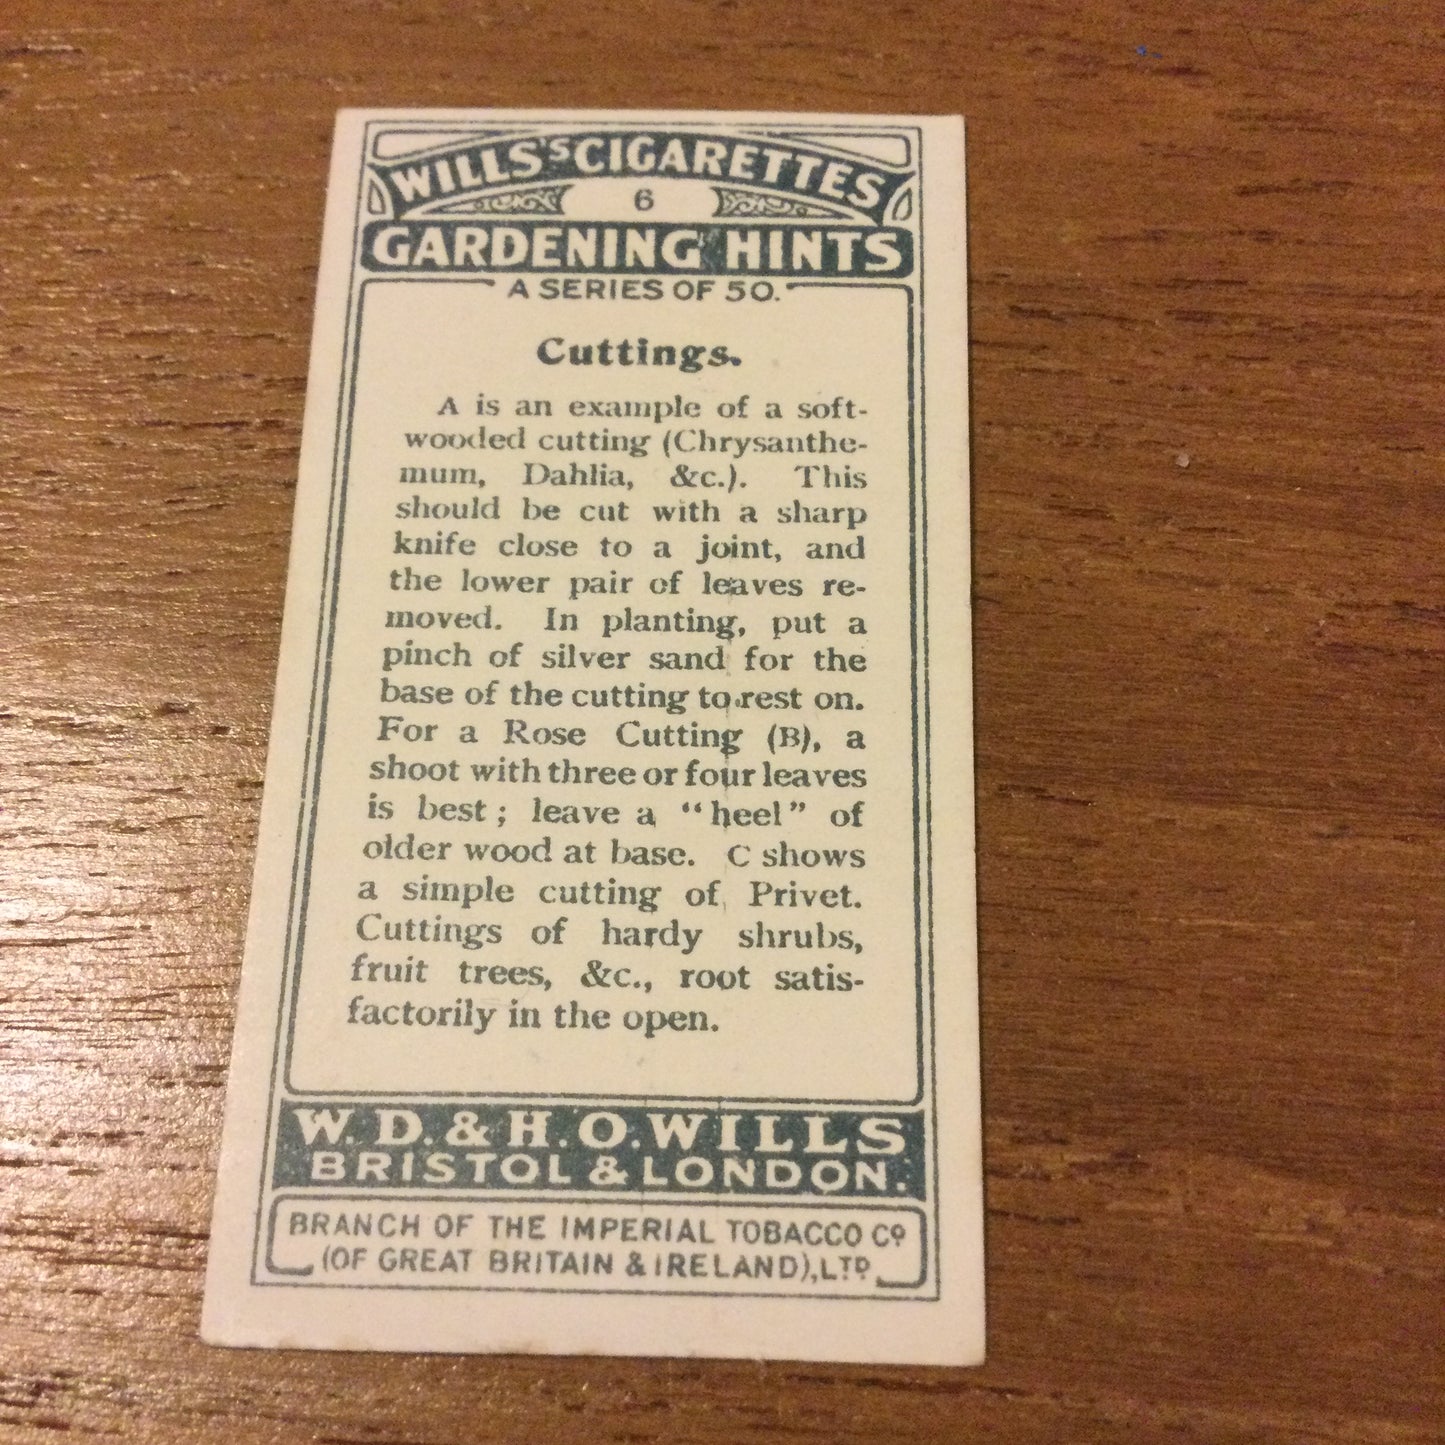 WILLS'S CIGARETTES
6
GARDENING HINTS
A SERIES OF 50.
Cuttings.
A is an example of a soft-
wooded cutting (Chrysanthe-
mum, Dahlia, &c.). This
should be cut with a sharp
knife close to a joint, and
the lower pair of leaves re-
moved. In planting, put a
pinch of silver sand for the
base of the cutting to rest on.
For a Rose Cutting (B), a
shoot with three or four leaves
is best; leave a "heel" of
older wood at base. C shows
a simple cutting of Privet.
Cuttings of hardy shrubs,
fruit trees, &c., root satis-
factorily in the open.
W. D. & H. O. WILLS
BRISTOL & LONDON.
BRANCH OF THE IMPERIAL TOBACCO CO
(OF GREAT BRITAIN & IRELAND), LTD.